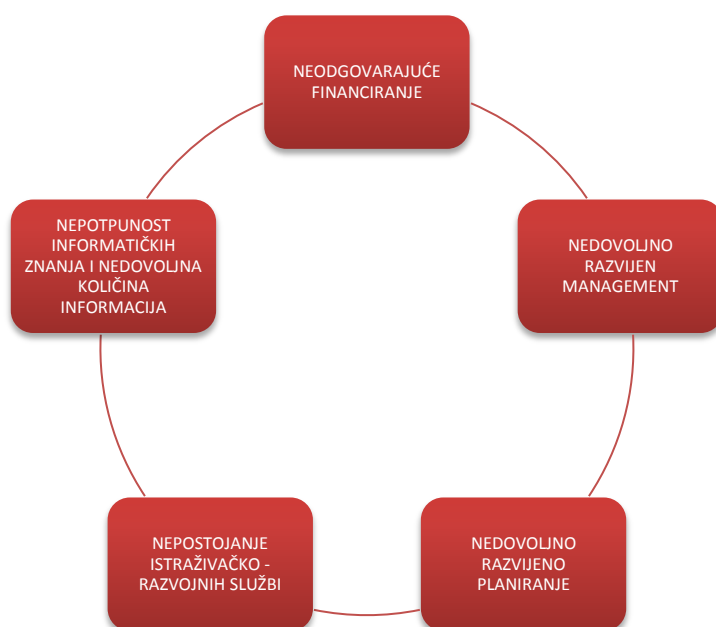 NEODGOVARAJUĆE
FINANCIRANJE
NEDOVOLJNO
RAZVIJEN
MANAGEMENT
NEDOVOLJNO
RAZVIJENO
PLANIRANJE
NEPOSTOJANJE
ISTRAŽIVAČKO -
RAZVOJNIH SLUŽBI
NEPOTPUNOST
INFORMATIČKIH
ZNANJA I NEDOVOLJNA
KOLIČINA
INFORMACIJA